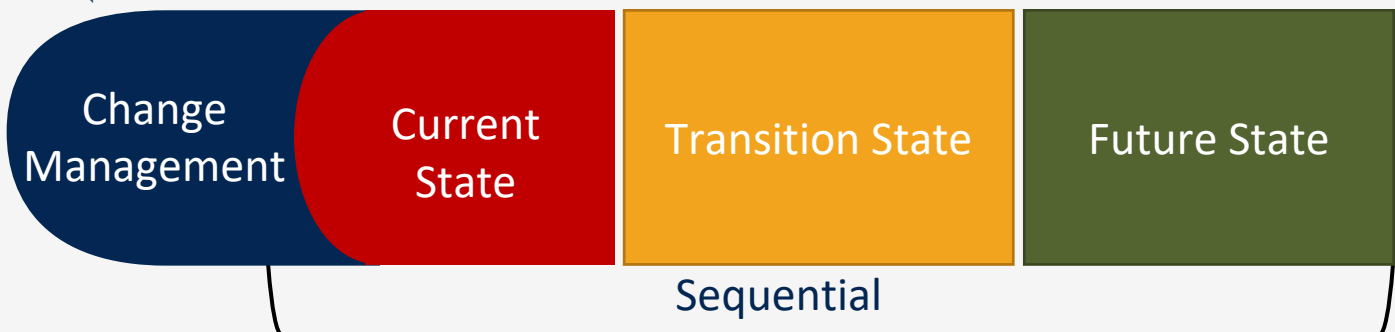 Change
Management
Current
State
Transition State
Future State
Sequential